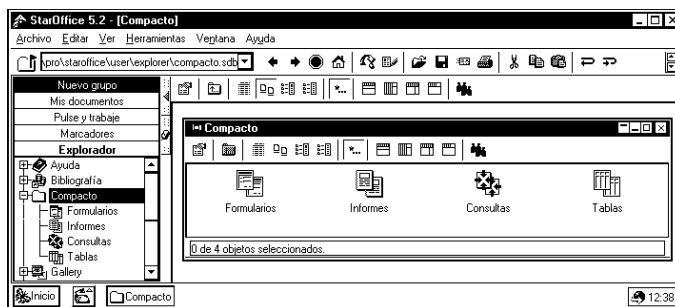 StarOffice 5.2 - [Compacto]
Archivo Editar Ver Herramientas Ventana Ayuda
\pro\staroffice\user\explorer\compacto.sdb
Nuevo grupo
Mis documentos
Pulse y trabaje
Marcadores
Explorador
Ayuda
Bibliografía
Compacto
Formularios
Informes
Consultas
Tablas
Gallery
Compacto
Formularios Informes Consultas Tablas
0 de 4 objetos seleccionados.
Inicio Compacto 12:38